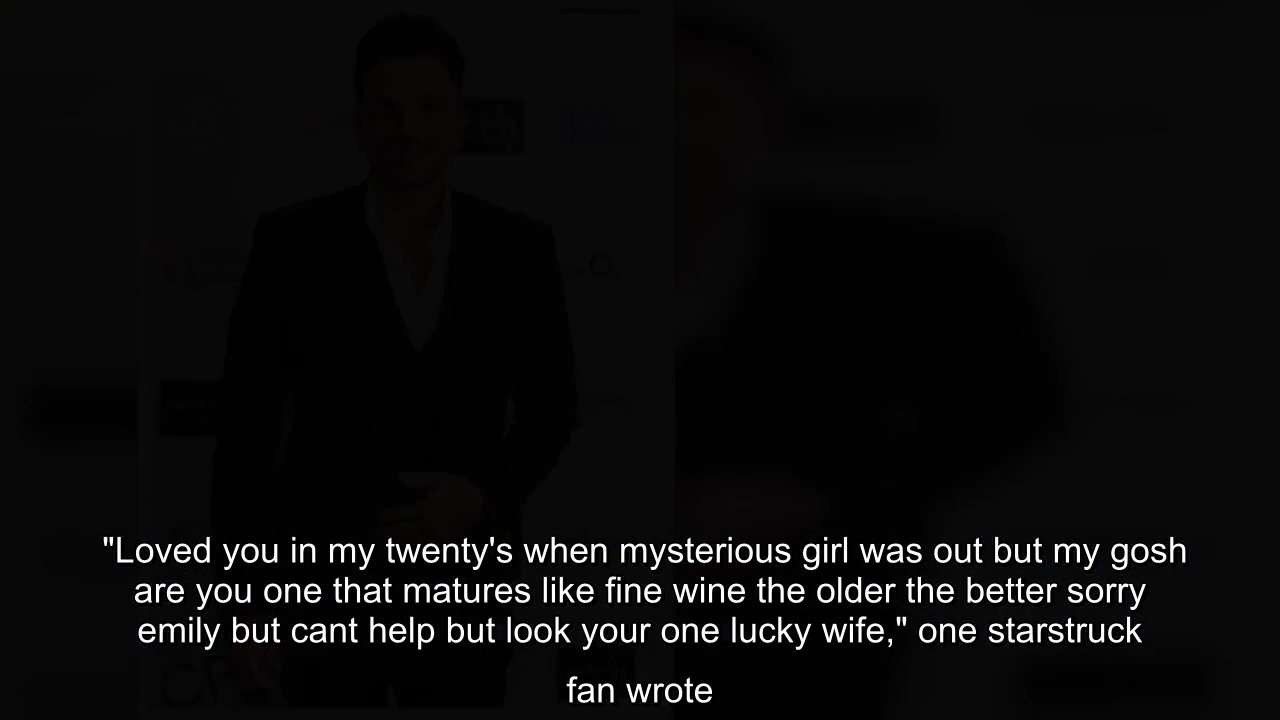 "Loved you in my twenty's when mysterious girl was out but my gosh
are you one that matures like fine wine the older the better sorry
emily but cant help but look your one lucky wife," one starstruck
fan wrote